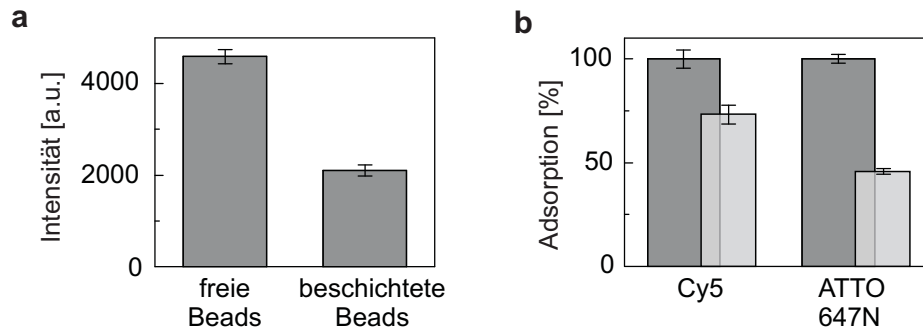 a
Intensität [a.u.]
4000
2000
0
freie
Beads
beschichtete
Beads
b
Adsorption [%]
100
50
0
Cy5
ATTO
647N